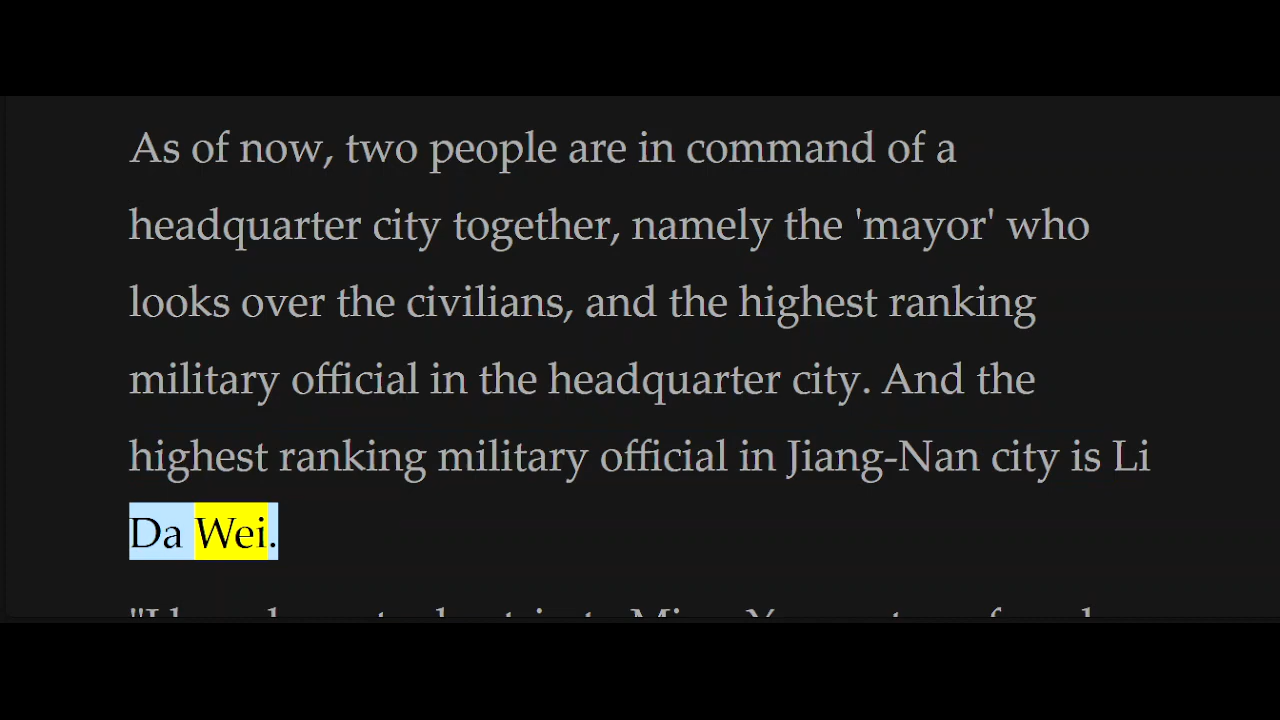 As of now, two people are in command of a
headquarter city together, namely the 'mayor' who
looks over the civilians, and the highest ranking
military official in the headquarter city. And the
highest ranking military official in Jiang-Nan city is Li
Da Wei.